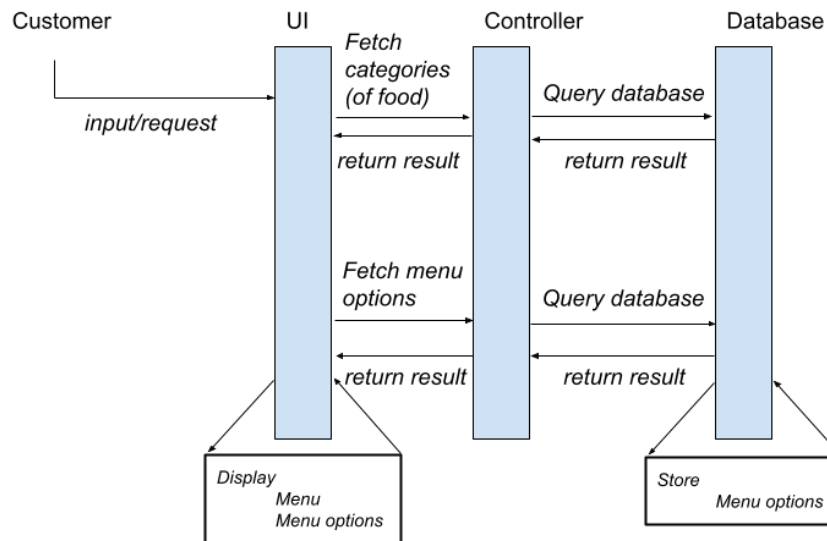 Customer
UI
Controller
Database
Fetch
categories
(of food)
Query database
input/request
return result
return result
Fetch menu
options
Query database
return result
return result
Display
Menu
Menu options
Store
Menu options